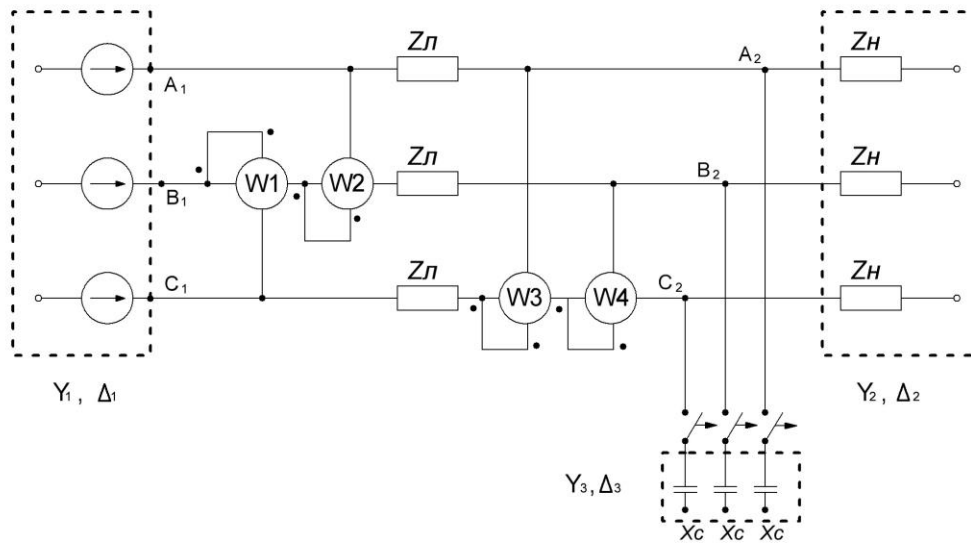 Zл Zн
A₁ A₂
W1 W2 Zл Zн
B₁ B₂
Zл Zн
C₁ W3 W4 C₂
Y₁, Δ₁ Y₂, Δ₂
Y₃, Δ₃
Xc Xc Xc